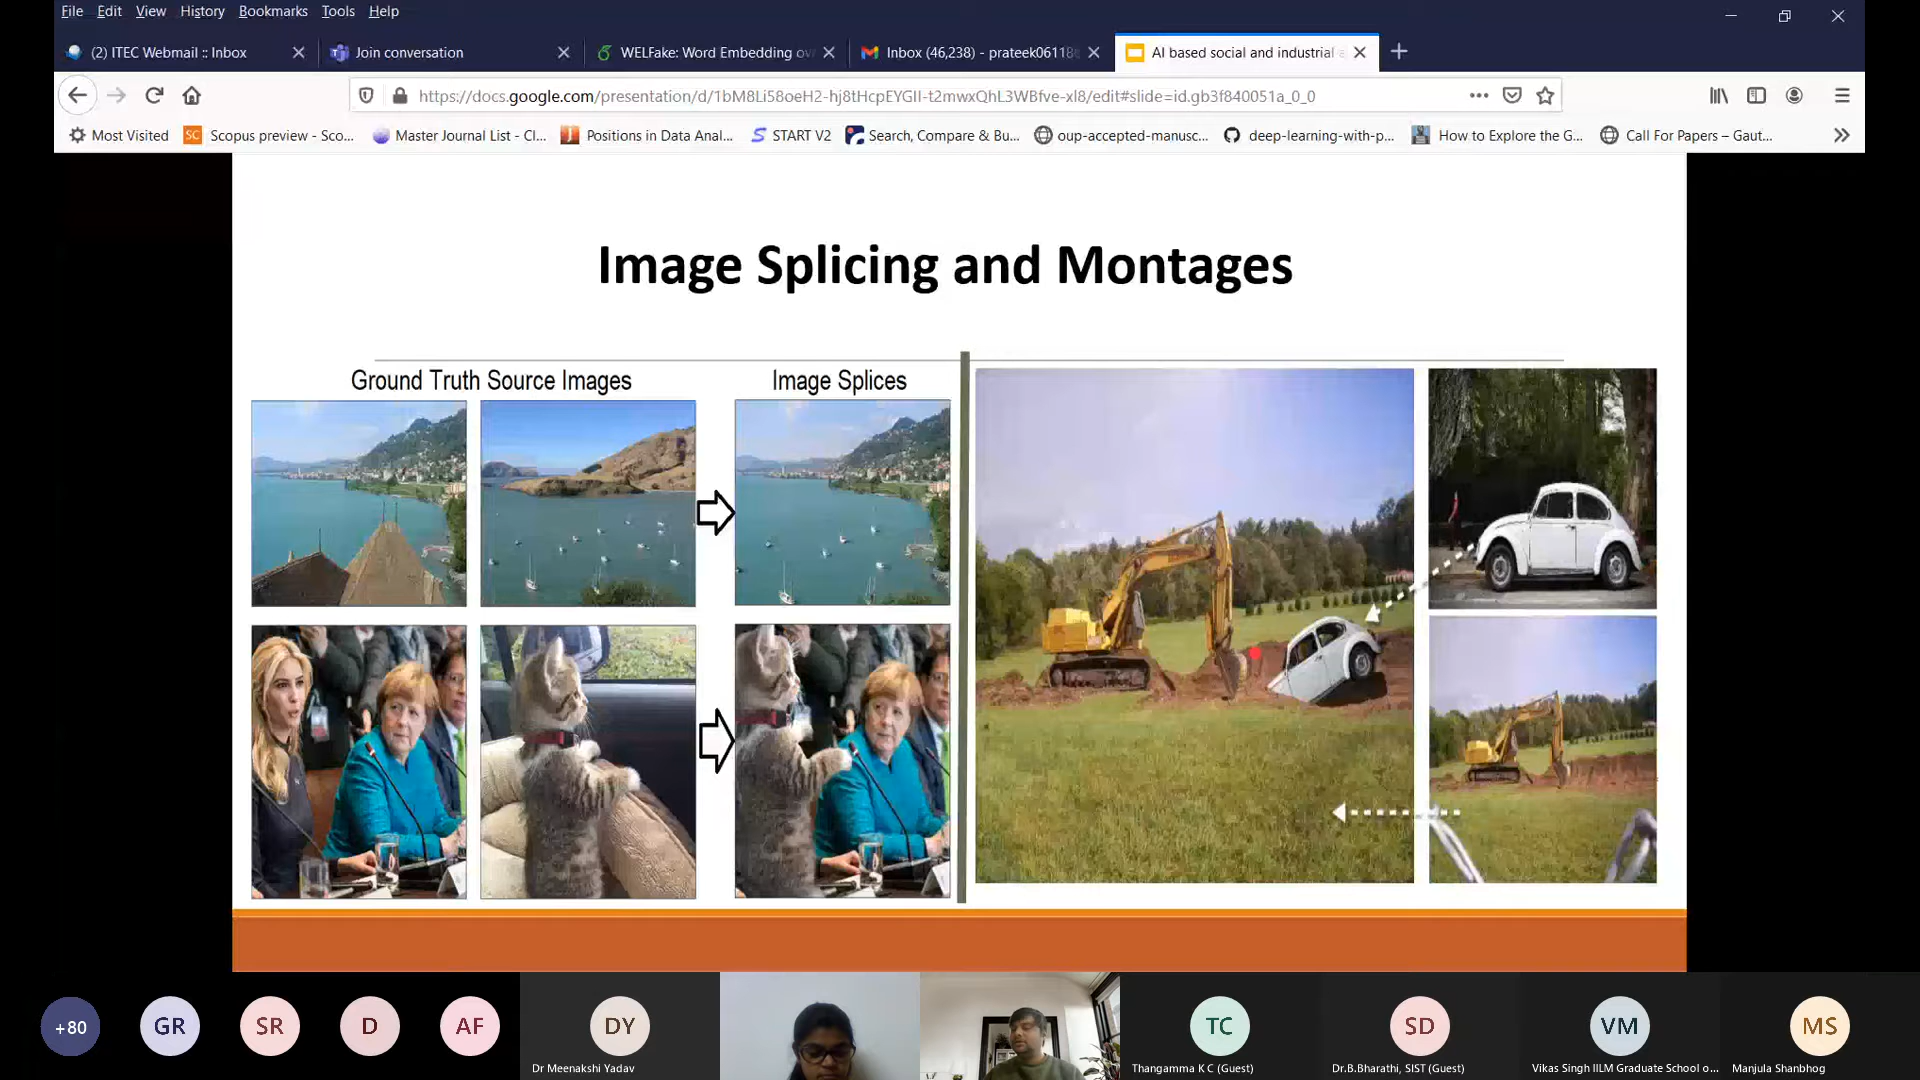 File Edit View History Bookmarks Tools Help
(2) ITEC Webmail :: Inbox
Join conversation
WELFake: Word Embedding ov
Inbox (46,238) - prateek06118
AI based social and industrial
https://docs.google.com/presentation/d/1bM8Li58oeH2-hj8tHcpEYGII-t2mwxQhL3WBfve-xI8/edit#slide=id.gb3f840051a_0_0
Most Visited
Scopus preview - Sco...
Master Journal List - Cl...
Positions in Data Anal...
START V2
Search, Compare & Bu...
oup-accepted-manusc...
deep-learning-with-p...
How to Explore the G...
Call For Papers – Gaut...
Image Splicing and Montages
Ground Truth Source Images
Image Splices
+80
GR
SR
D
AF
DY
Dr Meenakshi Yadav
TC
Thangamma K C (Guest)
SD
Dr.B.Bharathi, SIST (Guest)
VM
Vikas Singh IILM Graduate School o...
MS
Manjula Shanbhog